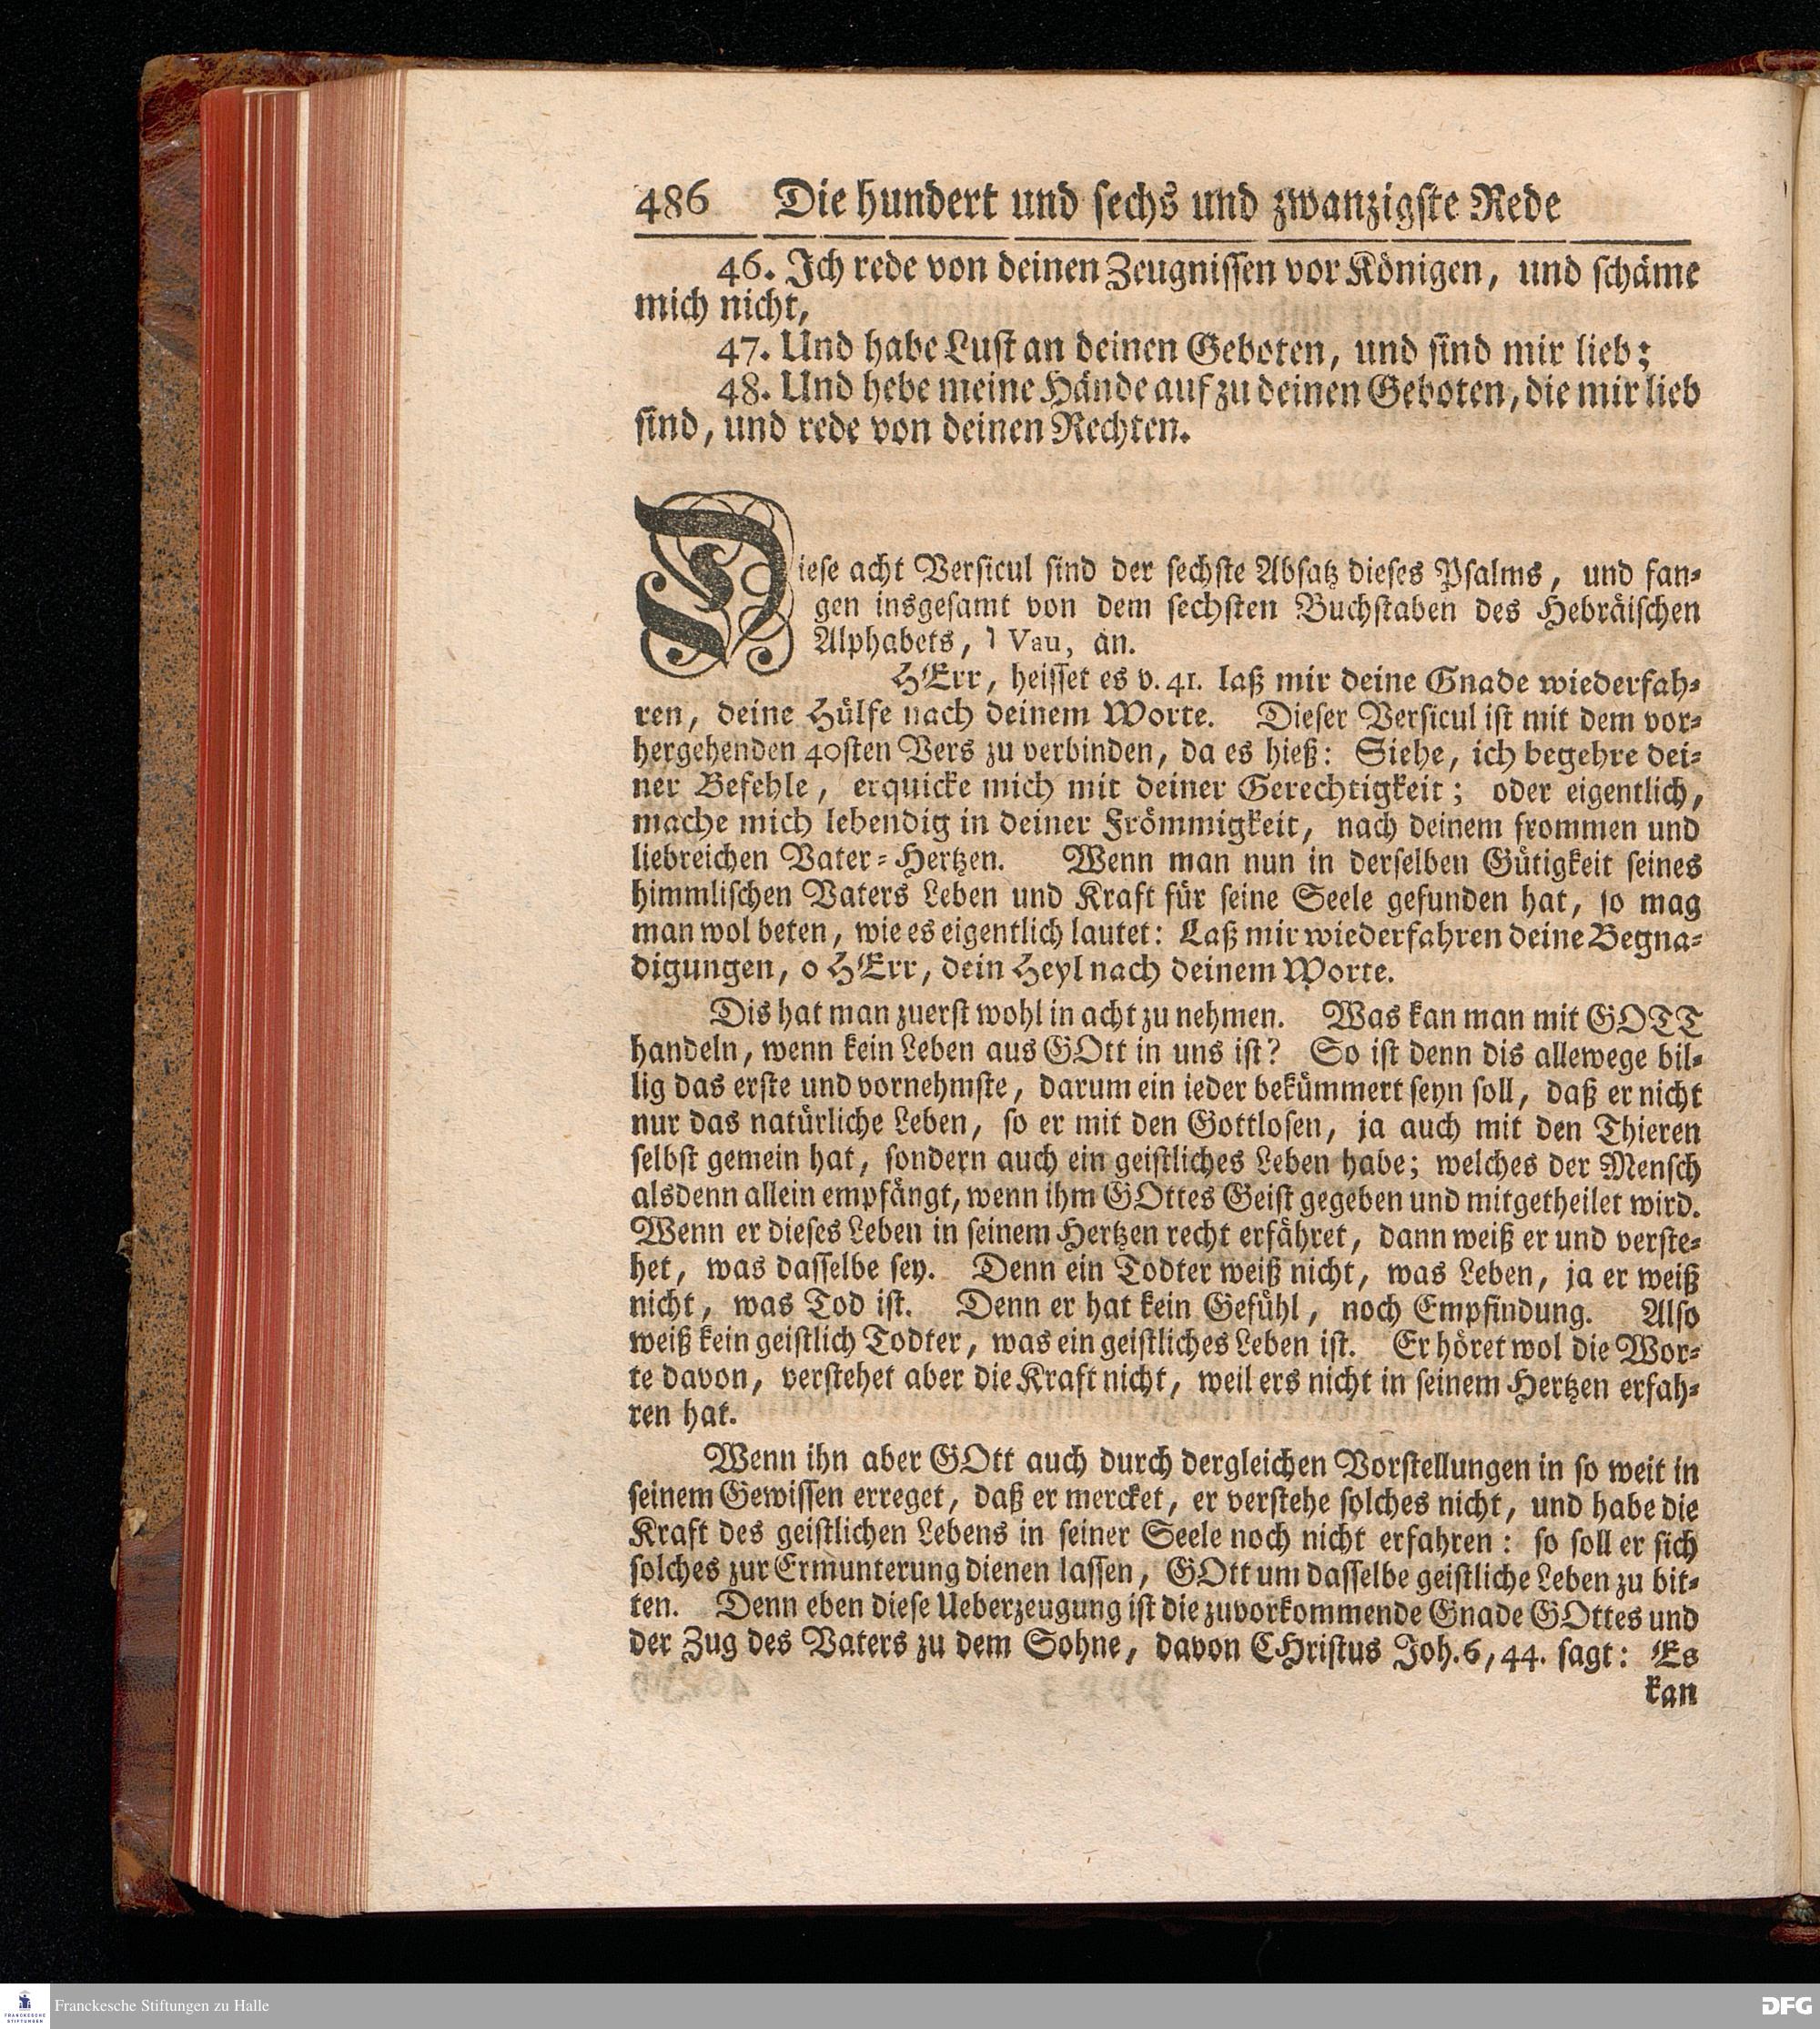 486 Die hundert und sechs und zwanzigste Rede
46. Ich rede von deinen Zeugnissen vor Königen, und schäme
mich nicht,
47. Und habe Lust an deinen Geboten, und sind mir lieb;
48. Und hebe meine Hände auf zu deinen Geboten, die mir lieb
sind, und rede von deinen Rechten.
Diese acht Versicul sind der sechste Absatz dieses Psalms, und fan-
gen insgesamt von dem sechsten Buchstaben des Hebräischen
Alphabets, ו Vau, an.
HErr, heisset es v. 41. laß mir deine Gnade wiederfah-
ren, deine Hülfe nach deinem Worte. Dieser Versicul ist mit dem vor-
hergehenden 40sten Vers zu verbinden, da es hieß: Siehe, ich begehre dei-
ner Befehle, erquicke mich mit deiner Gerechtigkeit; oder eigentlich,
mache mich lebendig in deiner Frömmigkeit, nach deinem frommen und
liebreichen Vater-Hertzen. Wenn man nun in derselben Gütigkeit seines
himmlischen Vaters Leben und Kraft für seine Seele gefunden hat, so mag
man wol beten, wie es eigentlich lautet: Laß mir wiederfahren deine Begna-
digungen, o HErr, dein Heyl nach deinem Worte.
Dis hat man zuerst wohl in acht zu nehmen. Was kan man mit GOTT
handeln, wenn kein Leben aus GOtt in uns ist? So ist denn dis allewege bil-
lig das erste und vornehmste, darum ein ieder bekümmert seyn soll, daß er nicht
nur das natürliche Leben, so er mit den Gottlosen, ja auch mit den Thieren
selbst gemein hat, sondern auch ein geistliches Leben habe; welches der Mensch
alsdenn allein empfängt, wenn ihm GOttes Geist gegeben und mitgetheilet wird.
Wenn er dieses Leben in seinem Hertzen recht erfähret, dann weiß er und verste-
het, was dasselbe sey. Denn ein Todter weiß nicht, was Leben, ja er weiß
nicht, was Tod ist. Denn er hat kein Gefühl, noch Empfindung. Also
weiß kein geistlich Todter, was ein geistliches Leben ist. Er höret wol die Wor-
te davon, verstehet aber die Kraft nicht, weil ers nicht in seinem Hertzen erfah-
ren hat.
Wenn ihn aber GOtt auch durch dergleichen Vorstellungen in so weit in
seinem Gewissen erreget, daß er mercket, er verstehe solches nicht, und habe die
Kraft des geistlichen Lebens in seiner Seele noch nicht erfahren: so soll er sich
solches zur Ermunterung dienen lassen, GOtt um dasselbe geistliche Leben zu bit-
ten. Denn eben diese Ueberzeugung ist die zuvorkommende Gnade GOttes und
der Zug des Vaters zu dem Sohne, davon CHristus Joh. 6, 44. sagt: Es
kan
FRANCKESCHE
STIFTUNGEN
Franckesche Stiftungen zu Halle
DFG